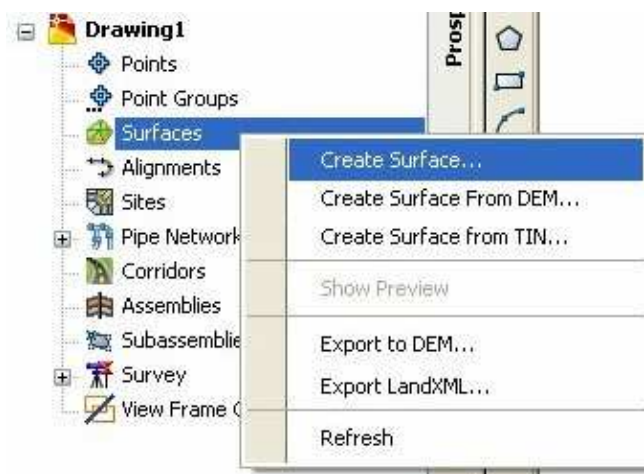 Drawing1
Points
Point Groups
Surfaces
Alignments
Sites
Pipe Network
Corridors
Assemblies
Subassemblie
Survey
View Frame
Create Surface...
Create Surface From DEM...
Create Surface from TIN...
Show Preview
Export to DEM...
Export LandXML...
Refresh
Prosp